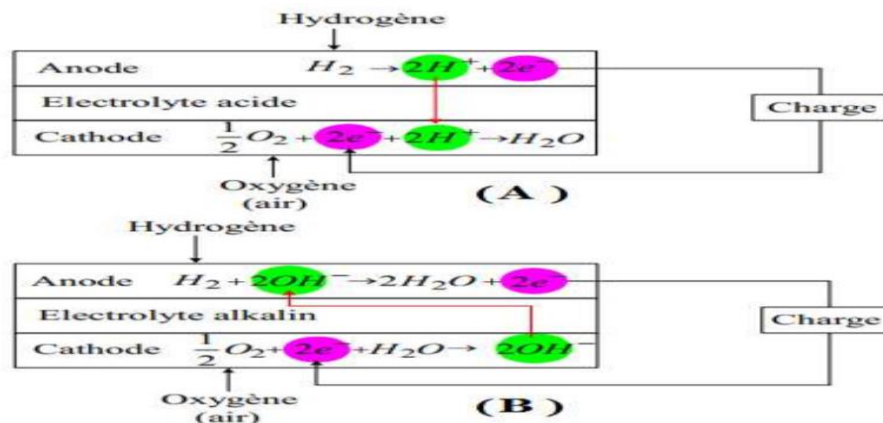 Hydrogène
Anode H₂ → 2H⁺ + 2e⁻
Charge
Electrolyte acide
Cathode 1/2 O₂ + 2e⁻ + 2H⁺ → H₂O
Oxygène
(air)
(A)
Hydrogène
Anode H₂ + 2OH⁻ → 2H₂O + 2e⁻
Charge
Electrolyte alkalin
Cathode 1/2 O₂ + 2e⁻ + H₂O → 2OH⁻
Oxygène
(air)
(B)